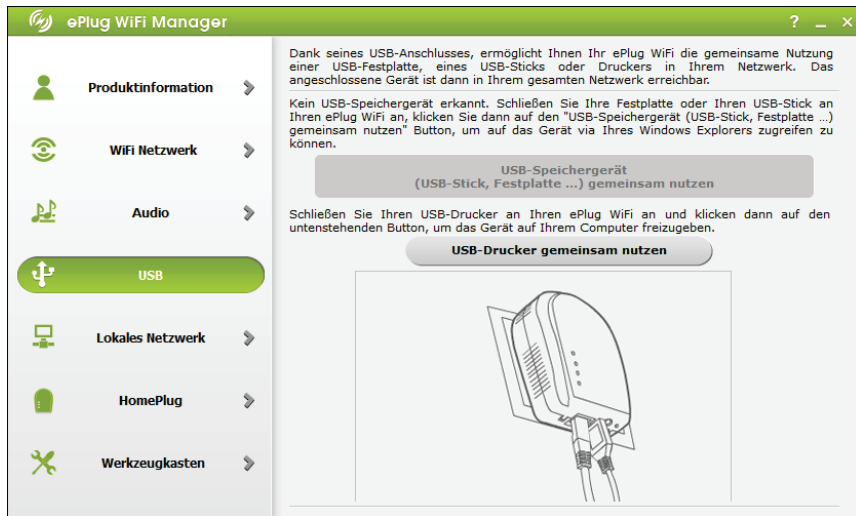 ePlug WiFi Manager
?
Produktinformation
WiFi Netzwerk
Audio
USB
Lokales Netzwerk
HomePlug
Werkzeugkasten
Dank seines USB-Anschlusses, ermöglicht Ihnen Ihr ePlug WiFi die gemeinsame Nutzung
einer USB-Festplatte, eines USB-Sticks oder Druckers in Ihrem Netzwerk. Das
angeschlossene Gerät ist dann in Ihrem gesamten Netzwerk erreichbar.
Kein USB-Speichergerät erkannt. Schließen Sie Ihre Festplatte oder Ihren USB-Stick an
Ihren ePlug WiFi an, klicken Sie dann auf den "USB-Speichergerät (USB-Stick, Festplatte ...)
gemeinsam nutzen" Button, um auf das Gerät via Ihres Windows Explorers zugreifen zu
können.
USB-Speichergerät
(USB-Stick, Festplatte ...) gemeinsam nutzen
Schließen Sie Ihren USB-Drucker an Ihren ePlug WiFi an und klicken dann auf den
untenstehenden Button, um das Gerät auf Ihrem Computer freizugeben.
USB-Drucker gemeinsam nutzen